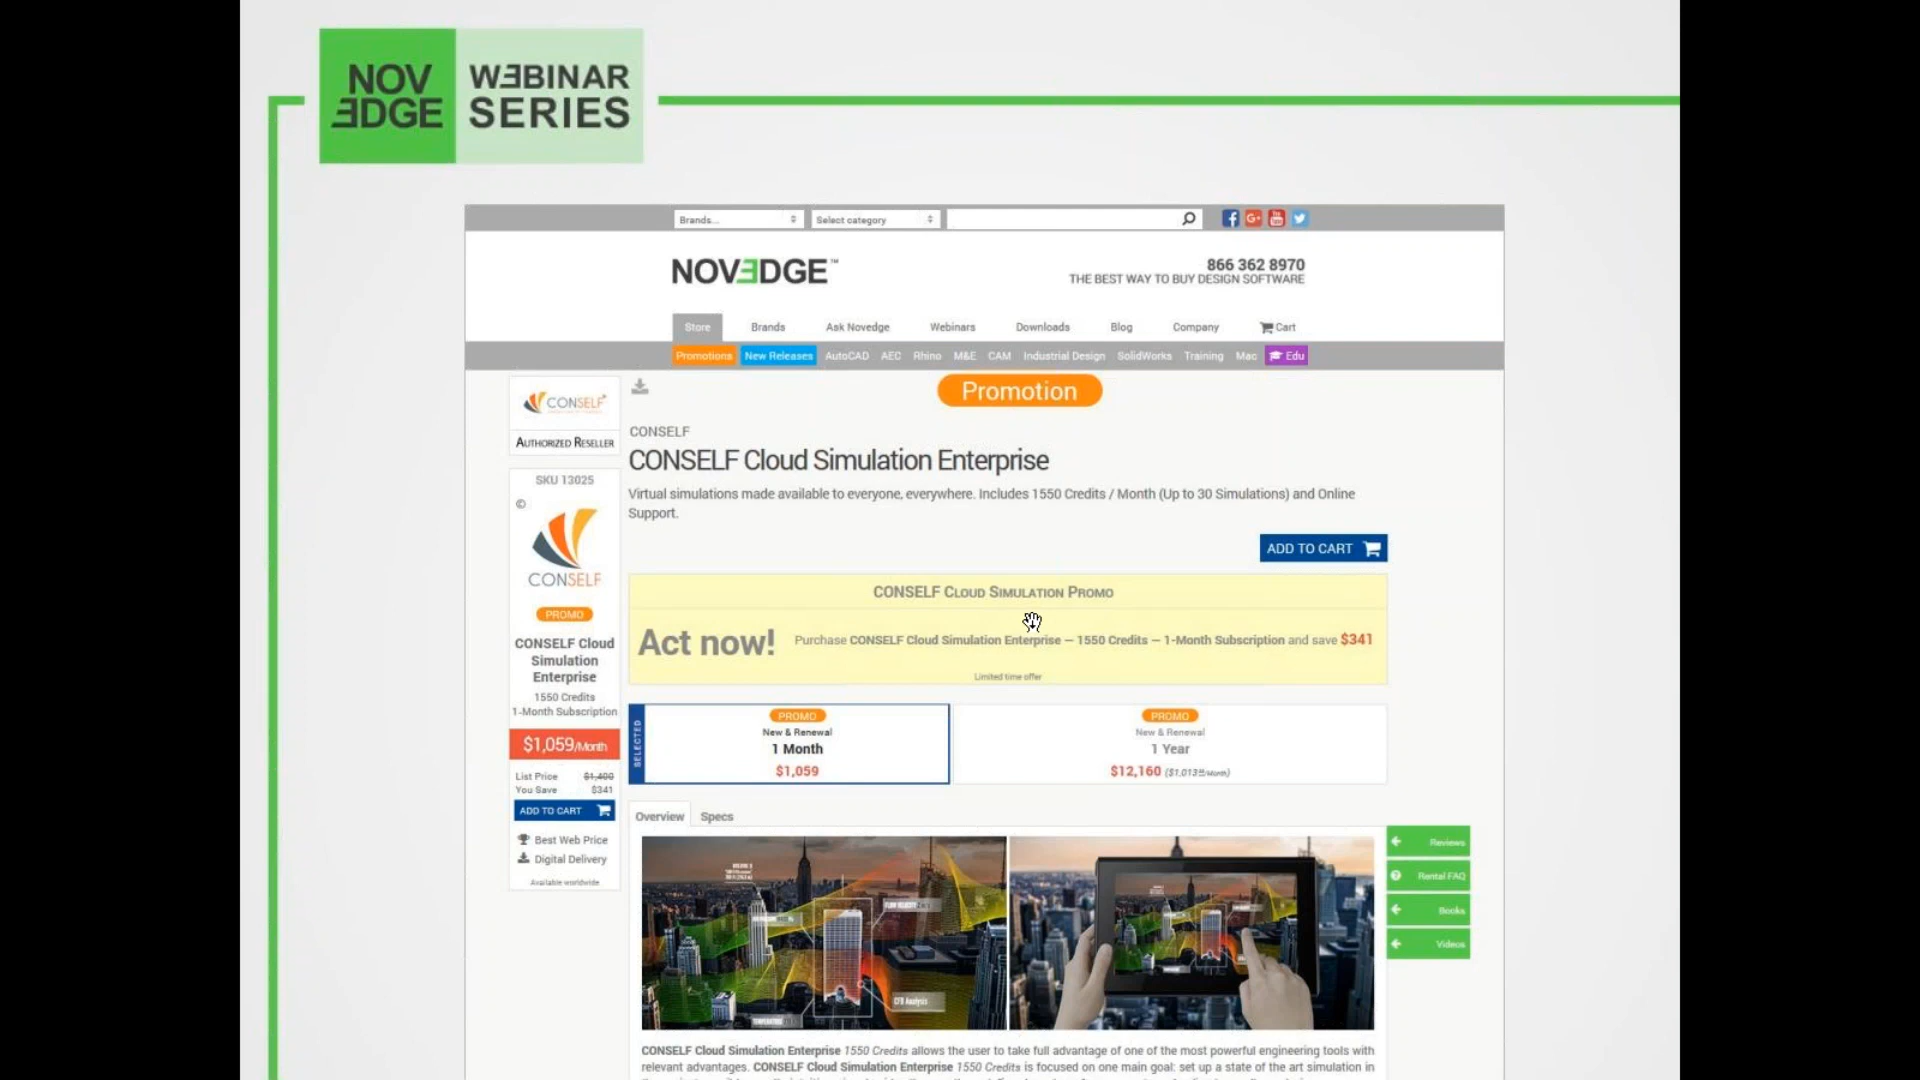 NOV
EDGE
WEBINAR
SERIES
Brands...
Select category
NOVEDGE™
866 362 8970
THE BEST WAY TO BUY DESIGN SOFTWARE
Store Brands Ask Novedge Webinars Downloads Blog Company Cart
Promotions New Releases AutoCAD AEC Rhino M&E CAM Industrial Design SolidWorks Training Mac Edu
Promotion
CONSELF
AUTHORIZED RESELLER
CONSELF
CONSELF Cloud Simulation Enterprise
Virtual simulations made available to everyone, everywhere. Includes 1550 Credits / Month (Up to 30 Simulations) and Online
Support.
ADD TO CART
SKU 13025
©
CONSELF
PROMO
CONSELF Cloud
Simulation
Enterprise
1550 Credits
1-Month Subscription
$1,059/Month
List Price $1,400
You Save $341
ADD TO CART
Best Web Price
Digital Delivery
Available worldwide
CONSELF CLOUD SIMULATION PROMO
Act now!
Purchase CONSELF Cloud Simulation Enterprise – 1550 Credits – 1-Month Subscription and save $341
Limited time offer
SELECTED
PROMO
New & Renewal
1 Month
$1,059
PROMO
New & Renewal
1 Year
$12,160
Overview Specs
FLOW VELOCITY
CFD Analysis
Reviews
Rental FAQ
Books
Videos
CONSELF Cloud Simulation Enterprise 1550 Credits allows the user to take full advantage of one of the most powerful engineering tools with
relevant advantages. CONSELF Cloud Simulation Enterprise 1550 Credits is focused on one main goal: set up a state of the art simulation in